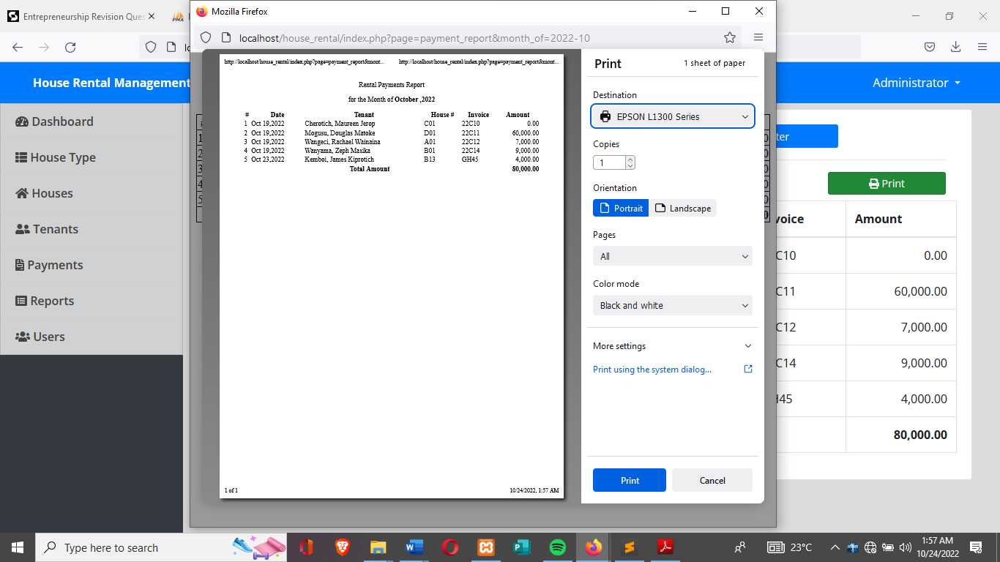 Entrepreneurship Revision Ques
Mozilla Firefox
localhost/house_rental/index.php?page=payment_report&month_of=2022-10
House Rental Management
Administrator
Dashboard
House Type
Houses
Tenants
Payments
Reports
Users
http://localhost/house_rental/index.php?page=payment_report&mont... http://localhost/house_rental/index.php?page=payment_report&mont...
Rental Payments Report
for the Month of October ,2022
# Date Tenant House # Invoice Amount
1 Oct 19,2022 Cherotich, Maureen Jerop C01 22C10 0.00
2 Oct 19,2022 Mogusu, Douglas Matoke D01 22C11 60,000.00
3 Oct 19,2022 Wangeci, Rachael Wainaina A01 22C12 7,000.00
4 Oct 19,2022 Wanyama, Zeph Masika B01 22C14 9,000.00
5 Oct 23,2022 Kemboi, James Kiprotich B13 GH45 4,000.00
Total Amount 80,000.00
1 of 1 10/24/2022, 1:57 AM
Print 1 sheet of paper
Destination
EPSON L1300 Series
Copies
1
Orientation
Portrait Landscape
Pages
All
Color mode
Black and white
More settings
Print using the system dialog...
Print Cancel
ter
Print
voice Amount
C10 0.00
C11 60,000.00
C12 7,000.00
C14 9,000.00
H45 4,000.00
80,000.00
Type here to search
23°C
1:57 AM
10/24/2022